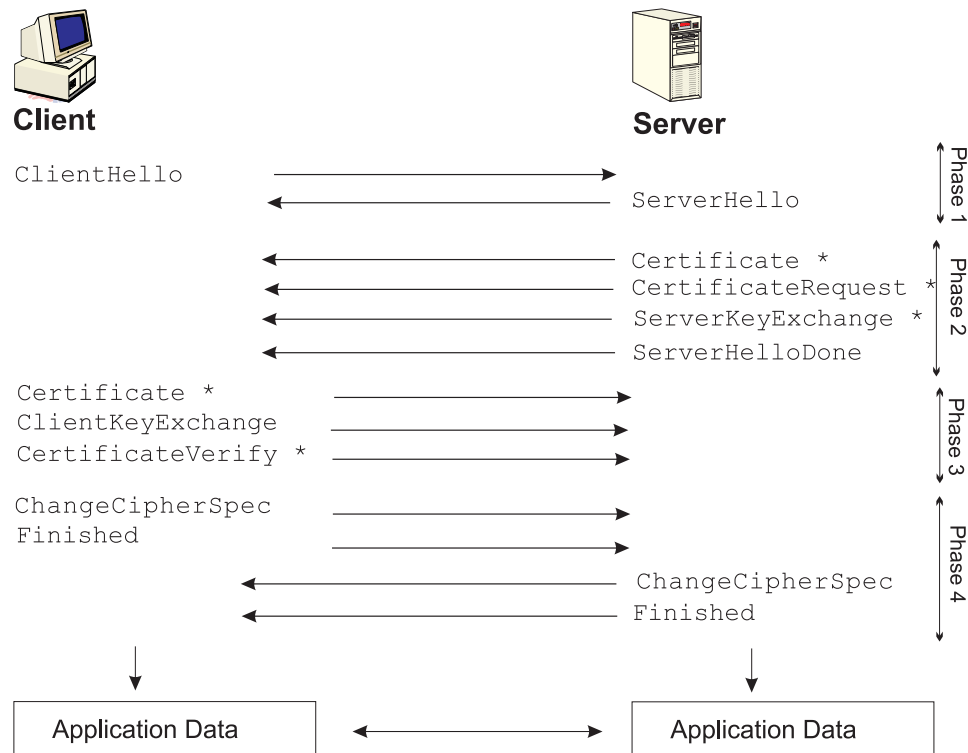 Client
Server
ClientHello
ServerHello
Phase 1
Certificate *
CertificateRequest *
ServerKeyExchange *
ServerHelloDone
Phase 2
Certificate *
ClientKeyExchange
CertificateVerify *
Phase 3
ChangeCipherSpec
Finished
ChangeCipherSpec
Finished
Phase 4
Application Data
Application Data